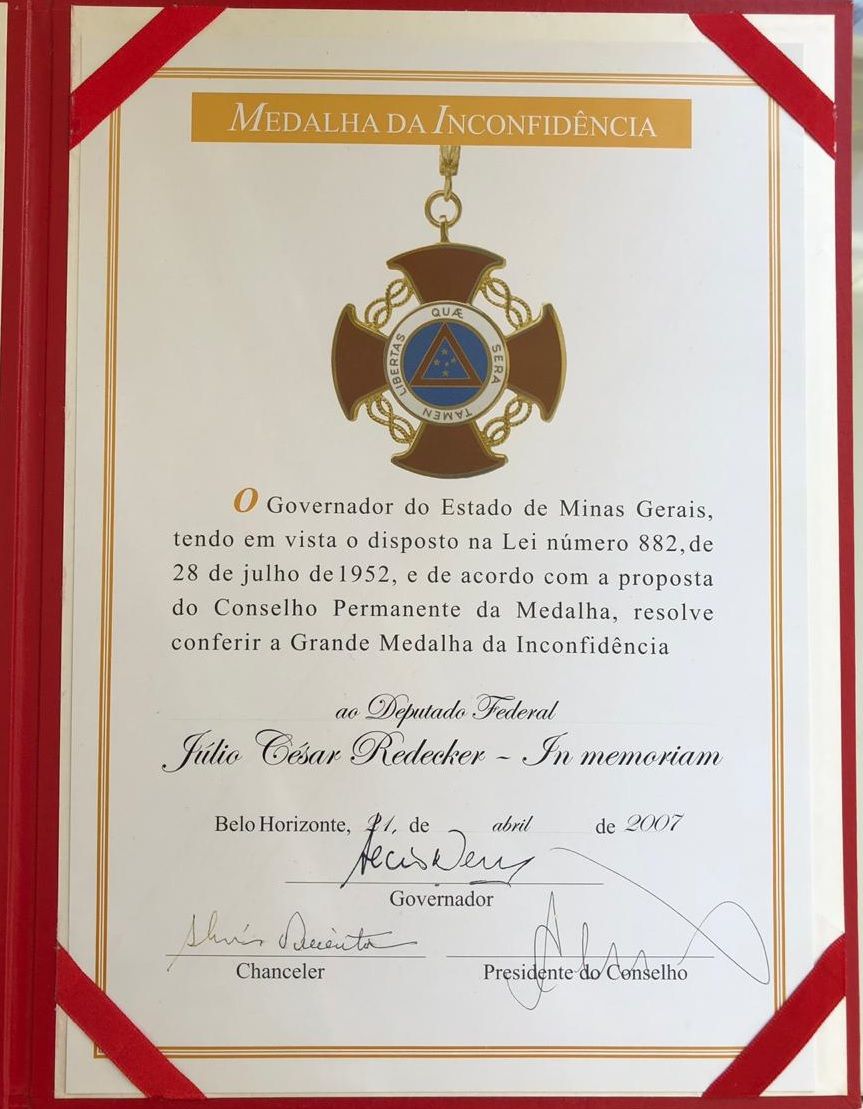 MEDALHA DA INCONFIDÊNCIA
LIBERTAS QUÆ SERA TAMEN
O Governador do Estado de Minas Gerais,
tendo em vista o disposto na Lei número 882, de
28 de julho de 1952, e de acordo com a proposta
do Conselho Permanente da Medalha, resolve
conferir a Grande Medalha da Inconfidência
ao Deputado Federal
Júlio César Redecker - In memoriam
Belo Horizonte, 21, de abril de 2007
Governador
Chanceler
Presidente do Conselho